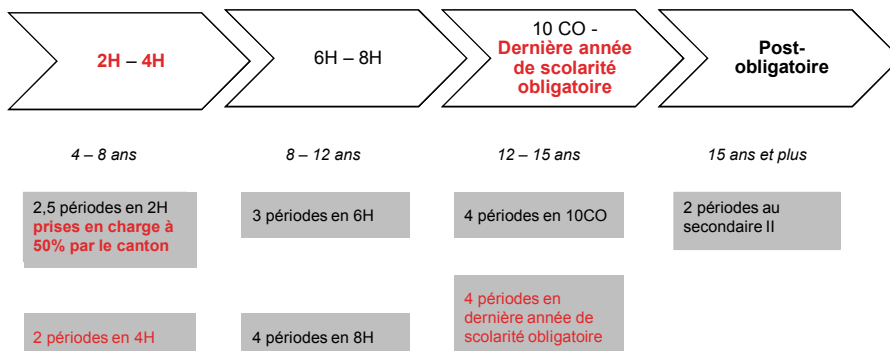 2H – 4H
6H – 8H
10 CO -
Dernière année
de scolarité
obligatoire
Post-
obligatoire
4 – 8 ans
8 – 12 ans
12 – 15 ans
15 ans et plus
2,5 périodes en 2H
prises en charge à
50% par le canton
3 périodes en 6H
4 périodes en 10CO
2 périodes au
secondaire II
2 périodes en 4H
4 périodes en 8H
4 périodes en
dernière année de
scolarité obligatoire